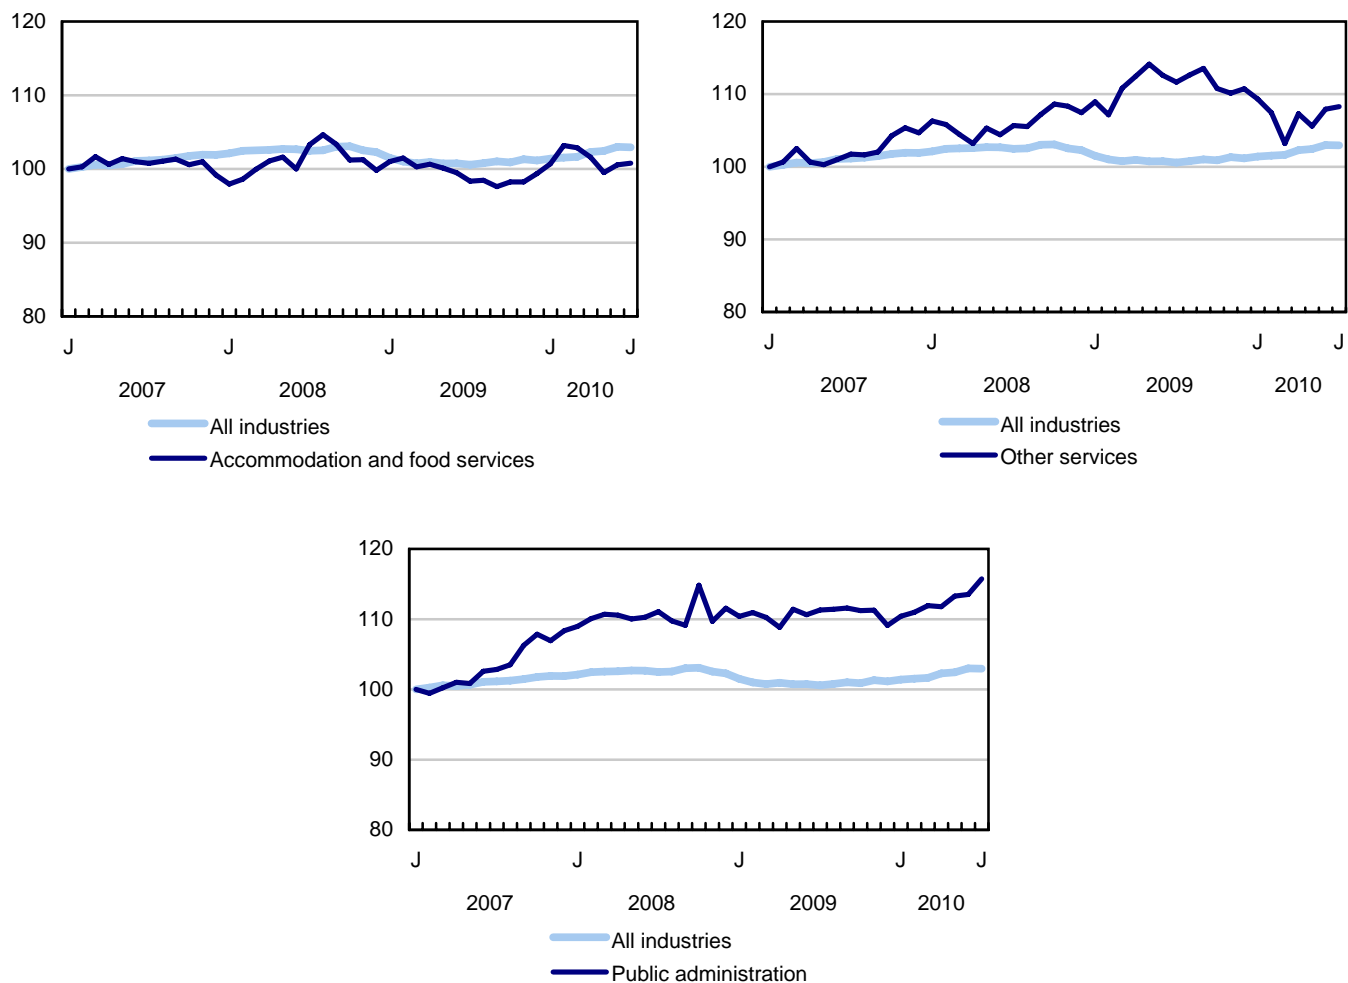 120
110
100
90
80
J J J J J
2007 2008 2009 2010
All industries
Accommodation and food services
120
110
100
90
80
J J J J J
2007 2008 2009 2010
All industries
Other services
120
110
100
90
80
J J J J J
2007 2008 2009 2010
All industries
Public administration